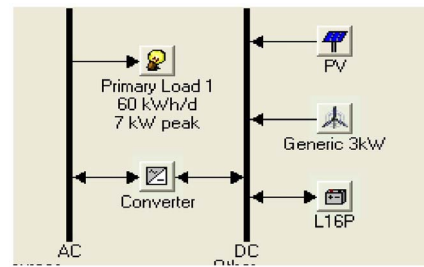 PV
Primary Load 1
60 kWh/d
7 kW peak
Generic 3kW
Converter
L16P
AC
DC